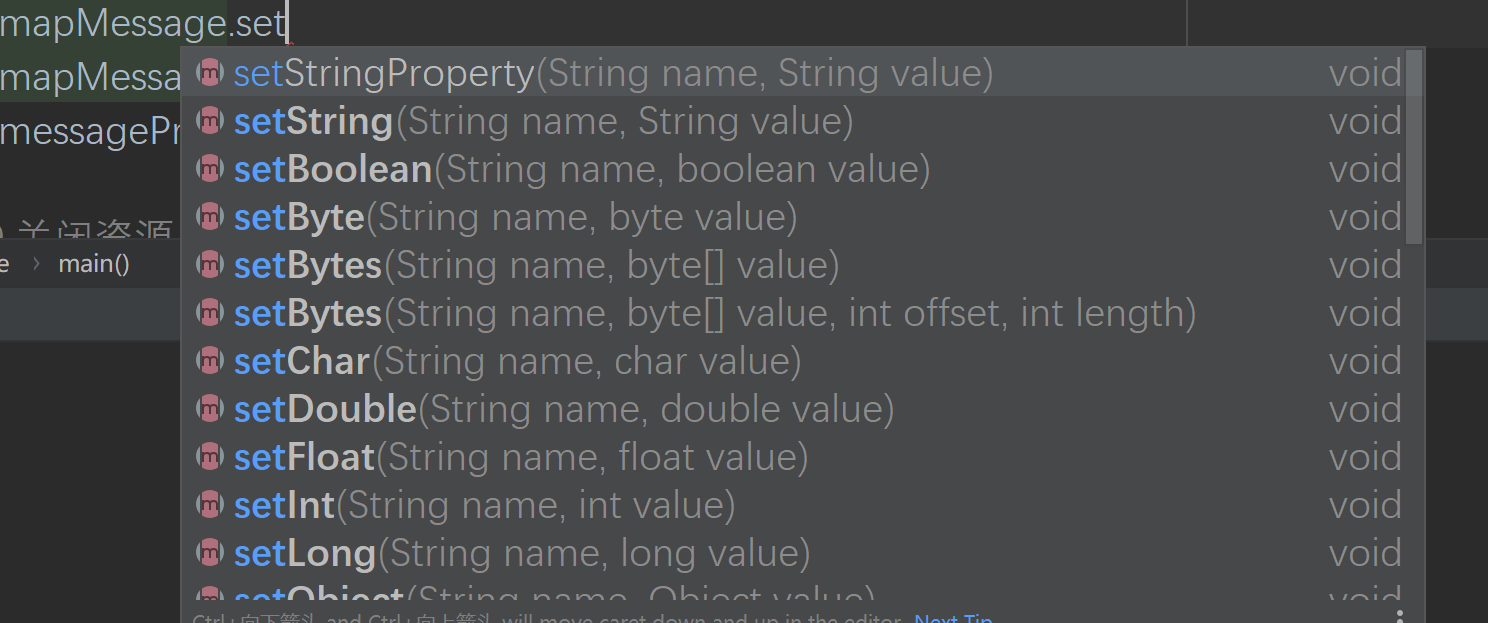 mapMessage.set
mapMessa
messagePr
关闭资源
e > main()
setStringProperty(String name, String value) void
setString(String name, String value) void
setBoolean(String name, boolean value) void
setByte(String name, byte value) void
setBytes(String name, byte[] value) void
setBytes(String name, byte[] value, int offset, int length) void
setChar(String name, char value) void
setDouble(String name, double value) void
setFloat(String name, float value) void
setInt(String name, int value) void
setLong(String name, long value) void
setObject(String name, Object value) void
Ctrl+向下箭头 and Ctrl+向上箭头 will move caret down and up in the editor Next Tip